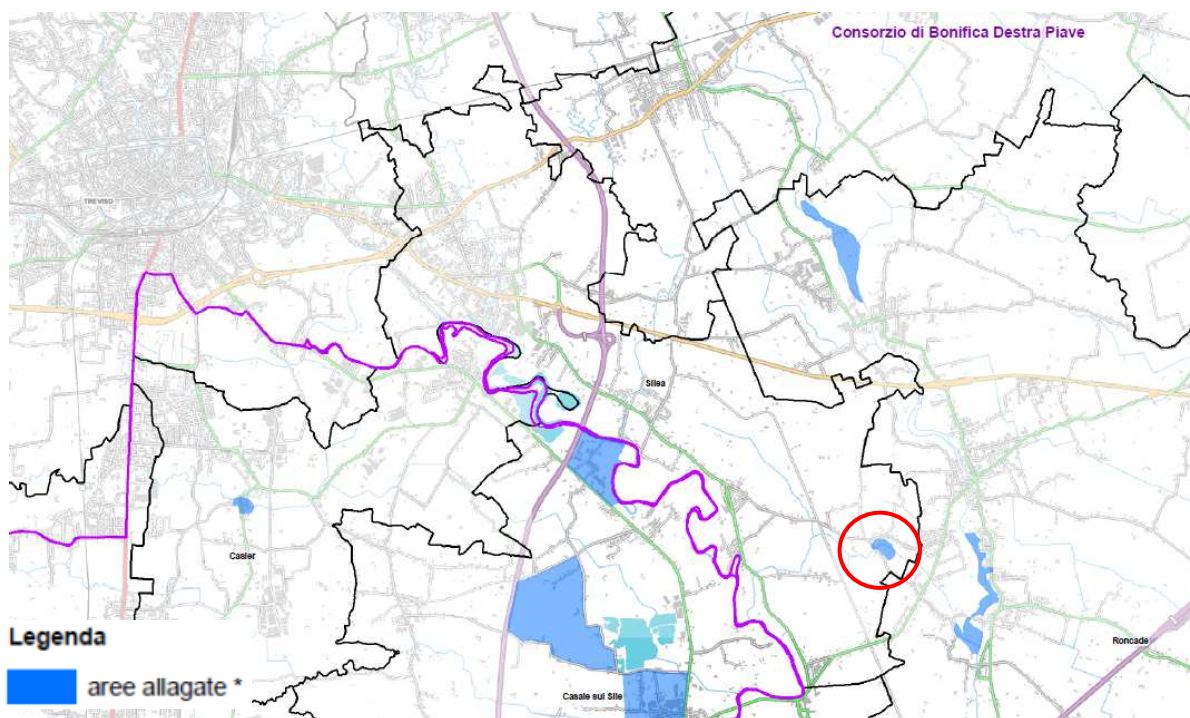 Consorzio di Bonifica Destra Piave
TREVISO
Silea
Casier
Roncade
Casale sul Sile
Legenda
aree allagate *